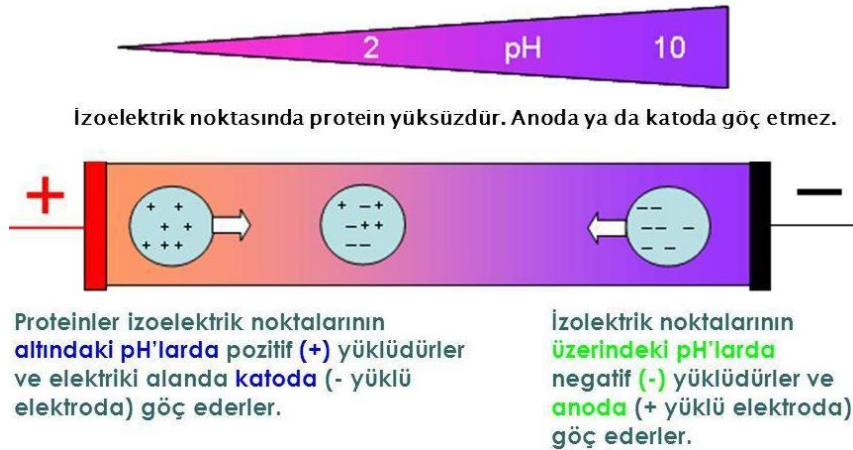 2 pH 10
İzoelektrik noktasında protein yüksüzdür. Anoda ya da katoda göç etmez.
+ −
+ + + + + + + +
+ − + − + + − −
− − − − − − −
Proteinler izoelektrik noktalarının
altındaki pH'larda pozitif (+) yüklüdürler
ve elektriki alanda katoda (- yüklü
elektroda) göç ederler.
İzolektrik noktalarının
üzerindeki pH'larda
negatif (-) yüklüdürler ve
anoda (+ yüklü elektroda)
göç ederler.